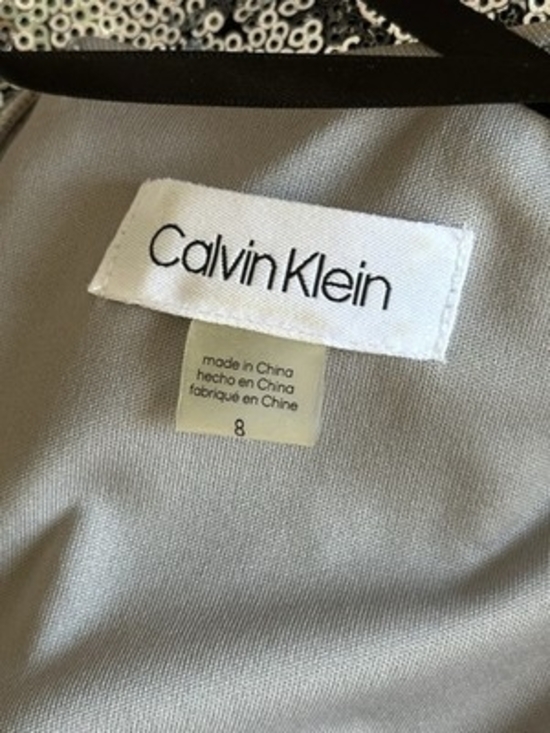 Calvin Klein
made in China
hecho en China
fabriqué en Chine
8